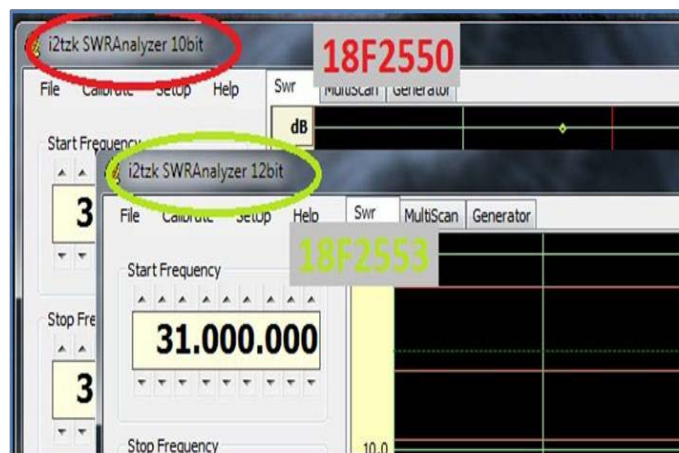 i2tzk SWRAnalyzer 10bit
18F2550
File Calibrate Setup Help
Swr MultiScan Generator
dB
Start Frequency
3
Stop Fre
3
i2tzk SWRAnalyzer 12bit
File Calibrate Setup Help
Swr MultiScan Generator
18F2553
Start Frequency
31.000.000
Stop Frequency
10.0